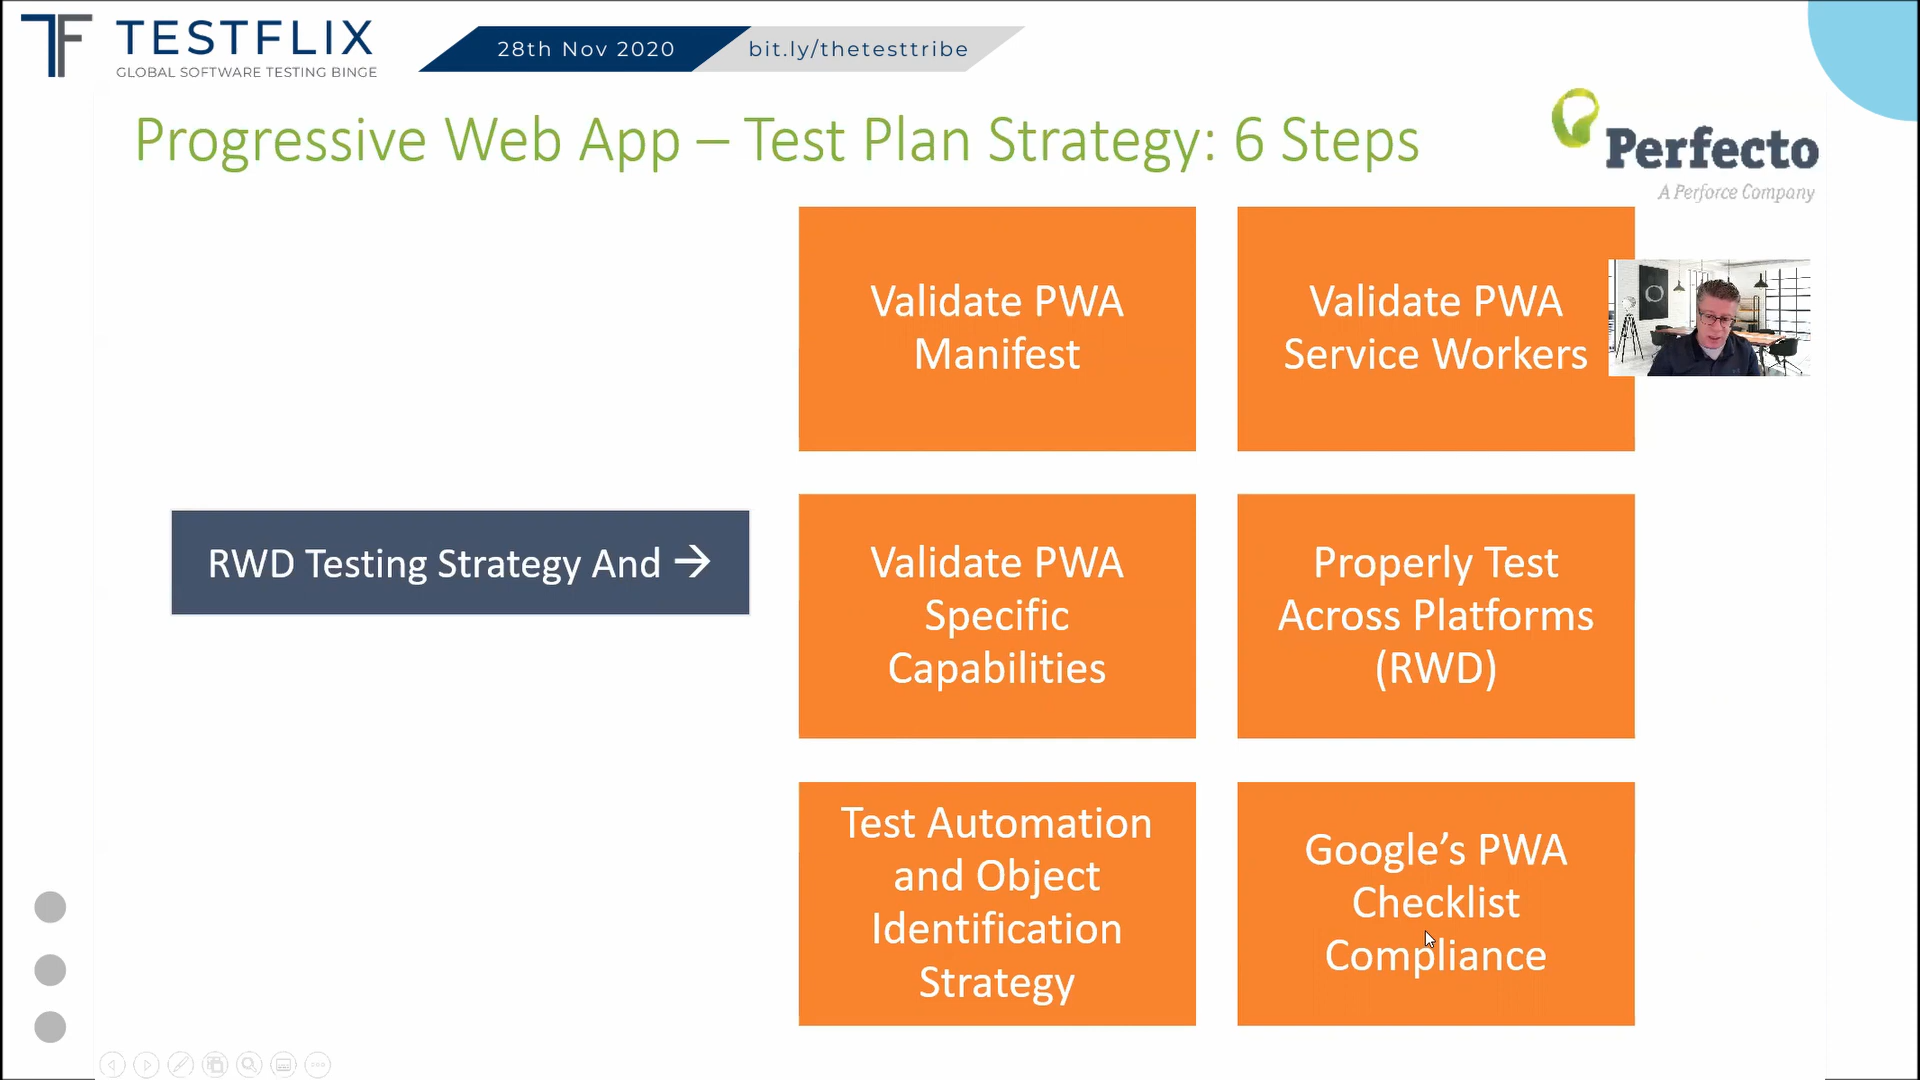 TF TESTFLIX
GLOBAL SOFTWARE TESTING BINGE
28th Nov 2020
bit.ly/thetesttribe
Progressive Web App – Test Plan Strategy: 6 Steps
Perfecto
A Perforce Company
RWD Testing Strategy And →
Validate PWA
Manifest
Validate PWA
Service Workers
Validate PWA
Specific
Capabilities
Properly Test
Across Platforms
(RWD)
Test Automation
and Object
Identification
Strategy
Google’s PWA
Checklist
Compliance